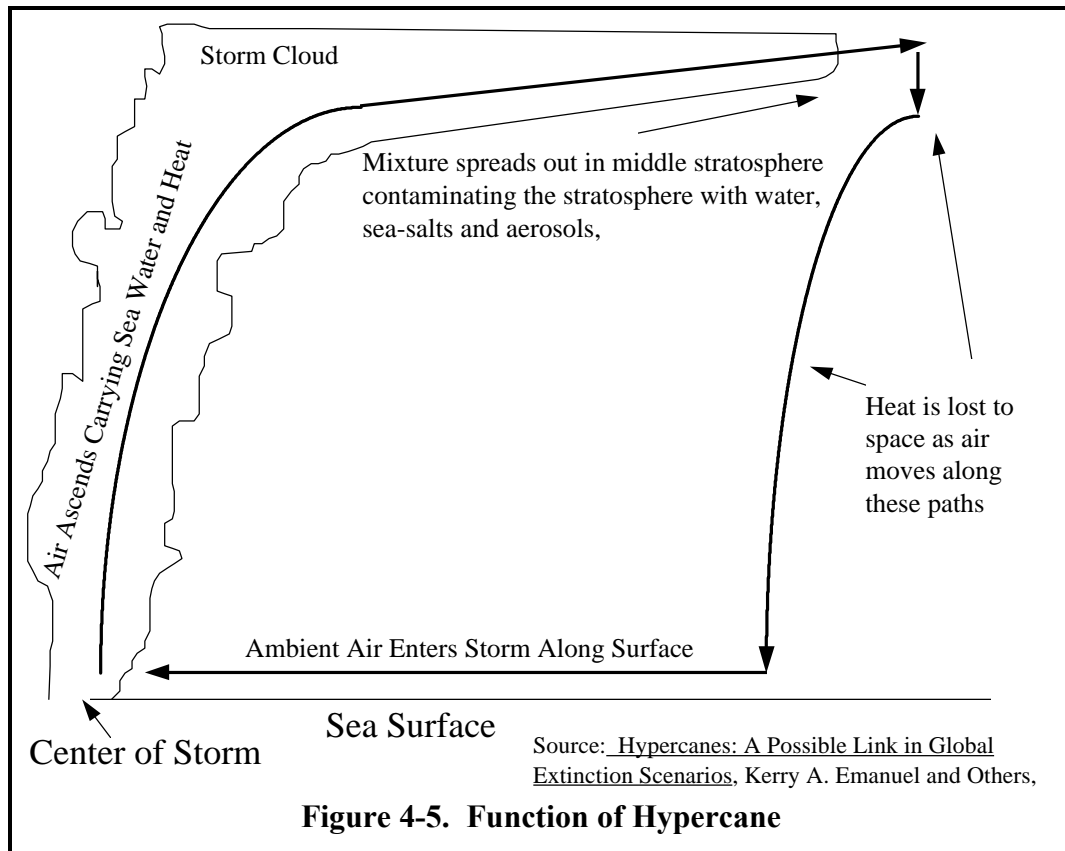 Storm Cloud
Air Ascends Carrying Sea Water and Heat
Mixture spreads out in middle stratosphere
contaminating the stratosphere with water,
sea-salts and aerosols,
Heat is lost to
space as air
moves along
these paths
Ambient Air Enters Storm Along Surface
Sea Surface
Center of Storm
Source: Hypercanes: A Possible Link in Global
Extinction Scenarios, Kerry A. Emanuel and Others,
Figure 4-5. Function of Hypercane